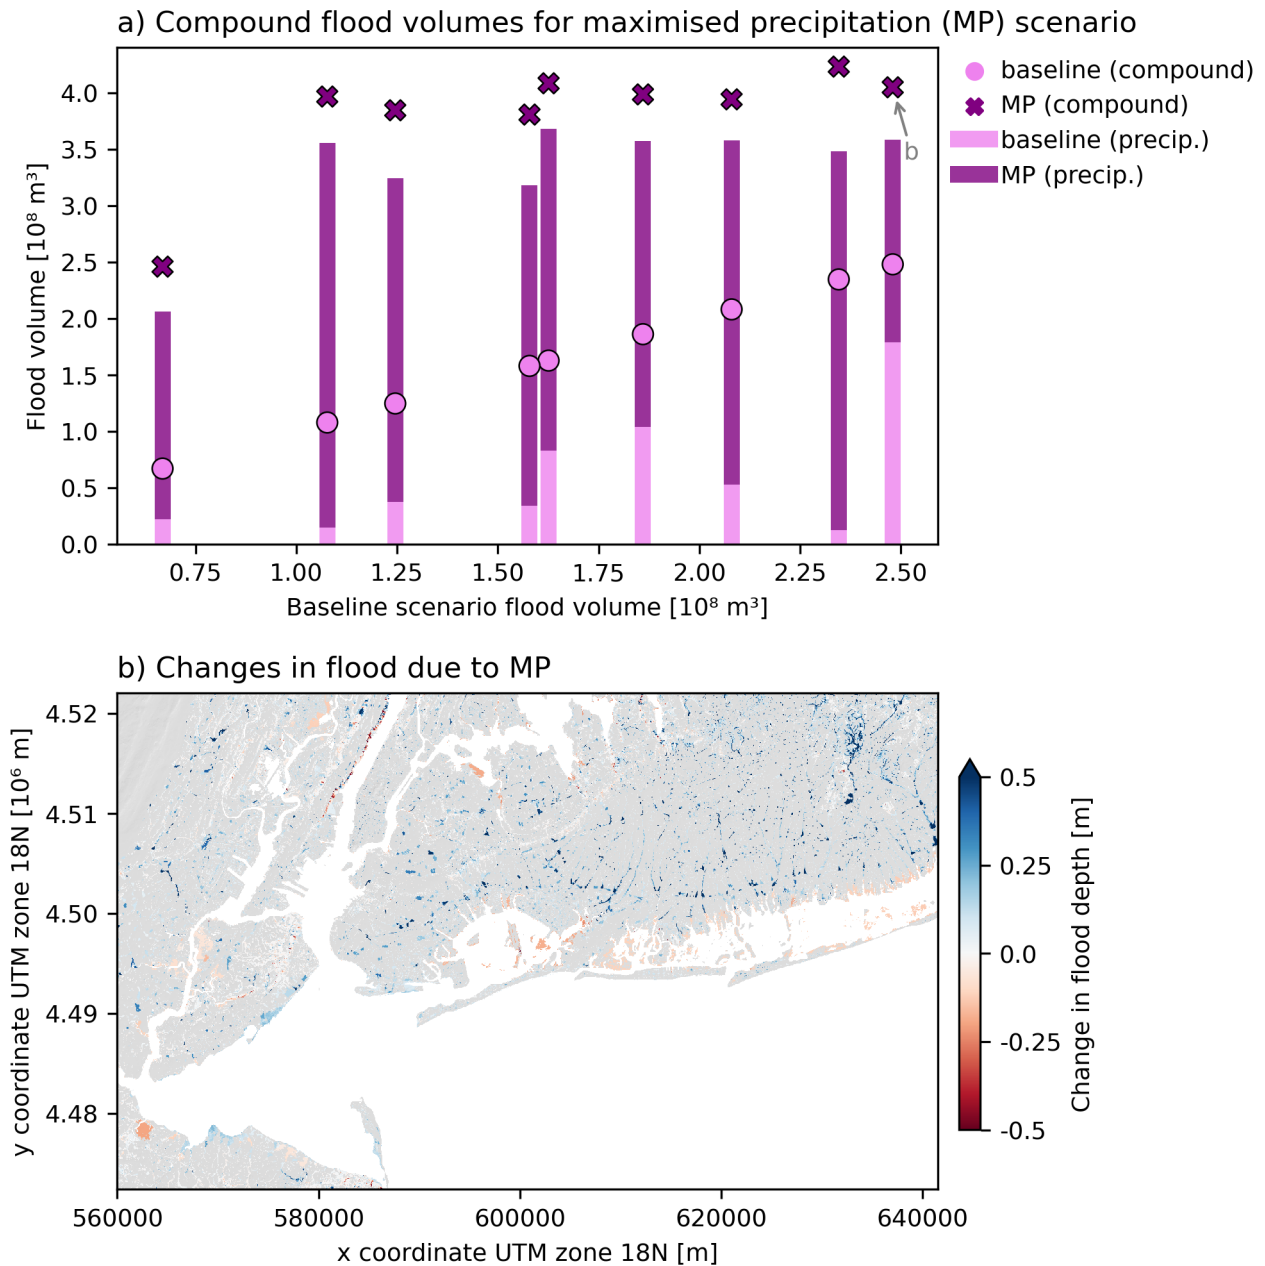 a) Compound flood volumes for maximised precipitation (MP) scenario
Flood volume [10⁸ m³]
4.0
3.5
3.0
2.5
2.0
1.5
1.0
0.5
0.0
b
0.75 1.00 1.25 1.50 1.75 2.00 2.25 2.50
Baseline scenario flood volume [10⁸ m³]
baseline (compound)
MP (compound)
baseline (precip.)
MP (precip.)
b) Changes in flood due to MP
y coordinate UTM zone 18N [10⁶ m]
4.52
4.51
4.50
4.49
4.48
560000 580000 600000 620000 640000
x coordinate UTM zone 18N [m]
0.5
0.25
0.0
-0.25
-0.5
Change in flood depth [m]